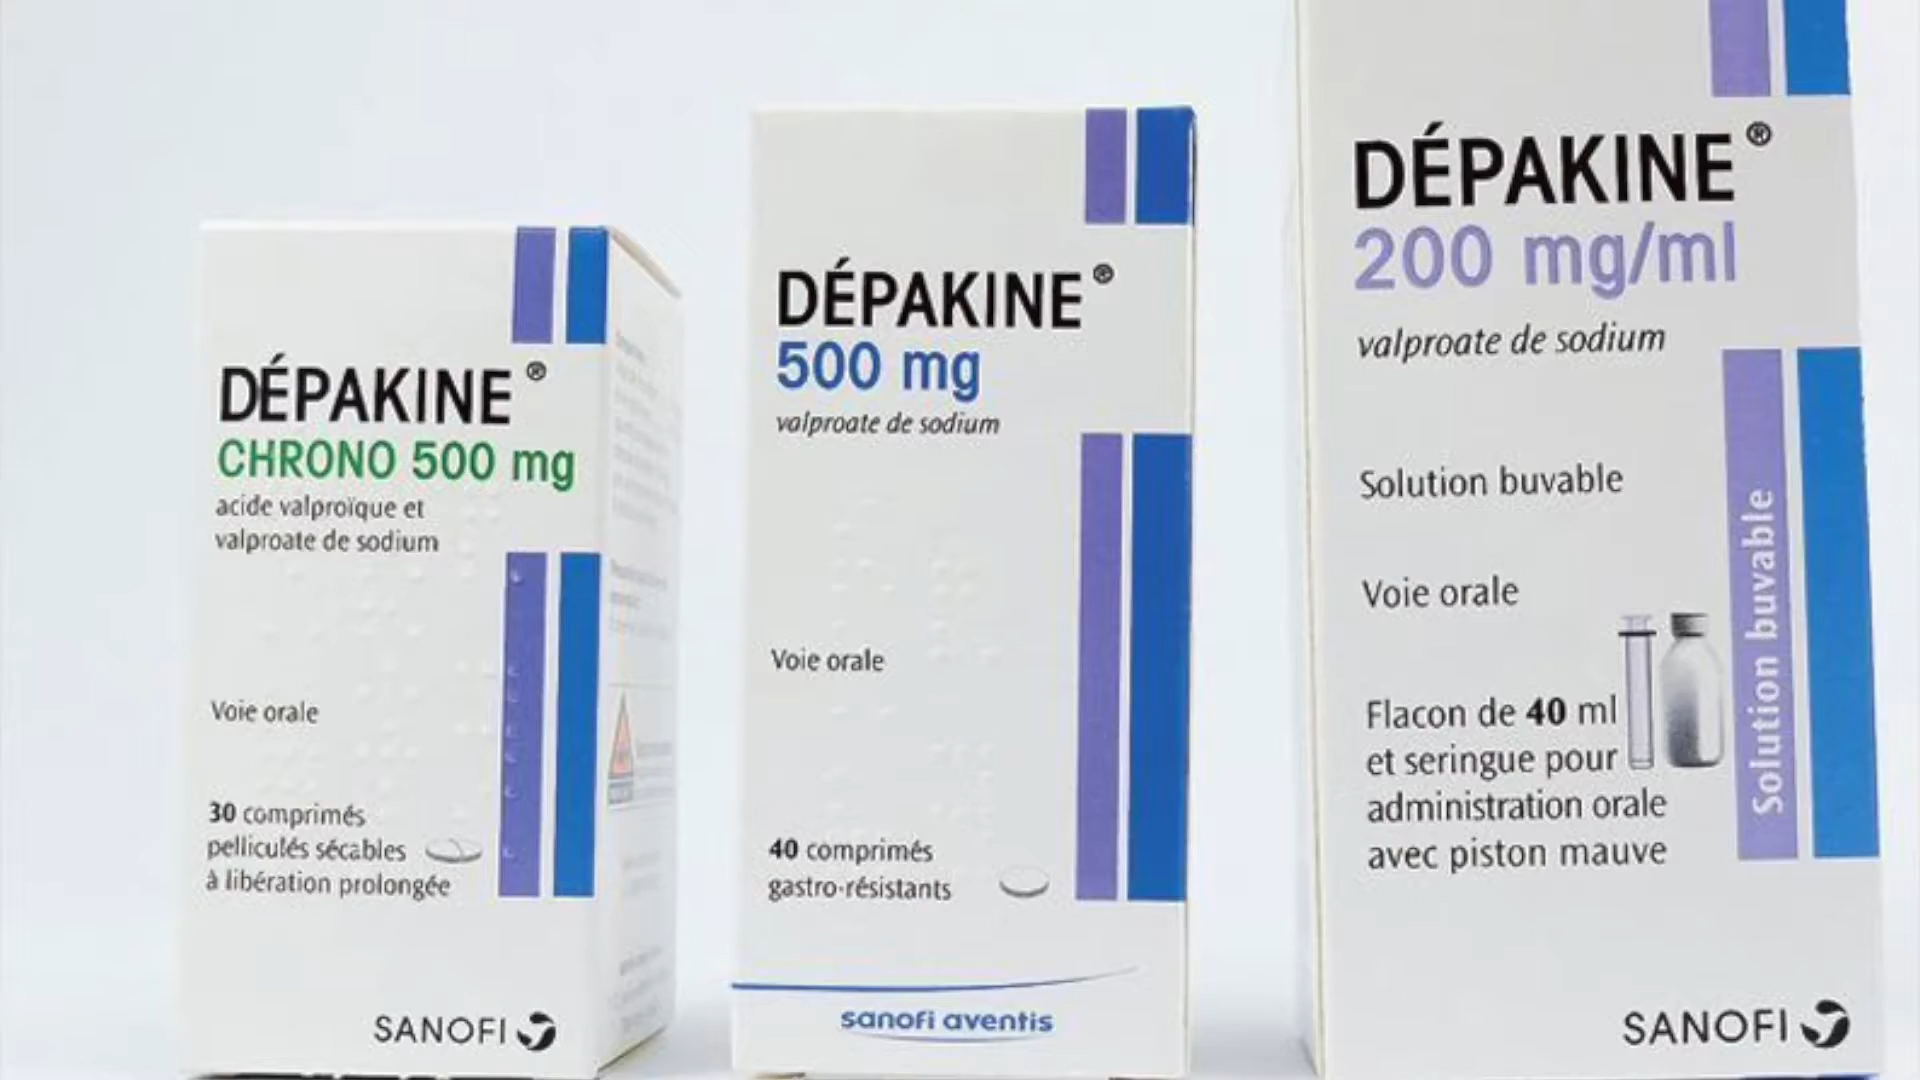 DÉPAKINE®
CHRONO 500 mg
acide valproïque et
valproate de sodium
Voie orale
30 comprimés
pelliculés sécables
à libération prolongée
SANOFI
DÉPAKINE®
500 mg
valproate de sodium
Voie orale
40 comprimés
gastro-résistants
sanofi aventis
DÉPAKINE®
200 mg/ml
valproate de sodium
Solution buvable
Voie orale
Flacon de 40 ml
et seringue pour
administration orale
avec piston mauve
Solution buvable
SANOFI